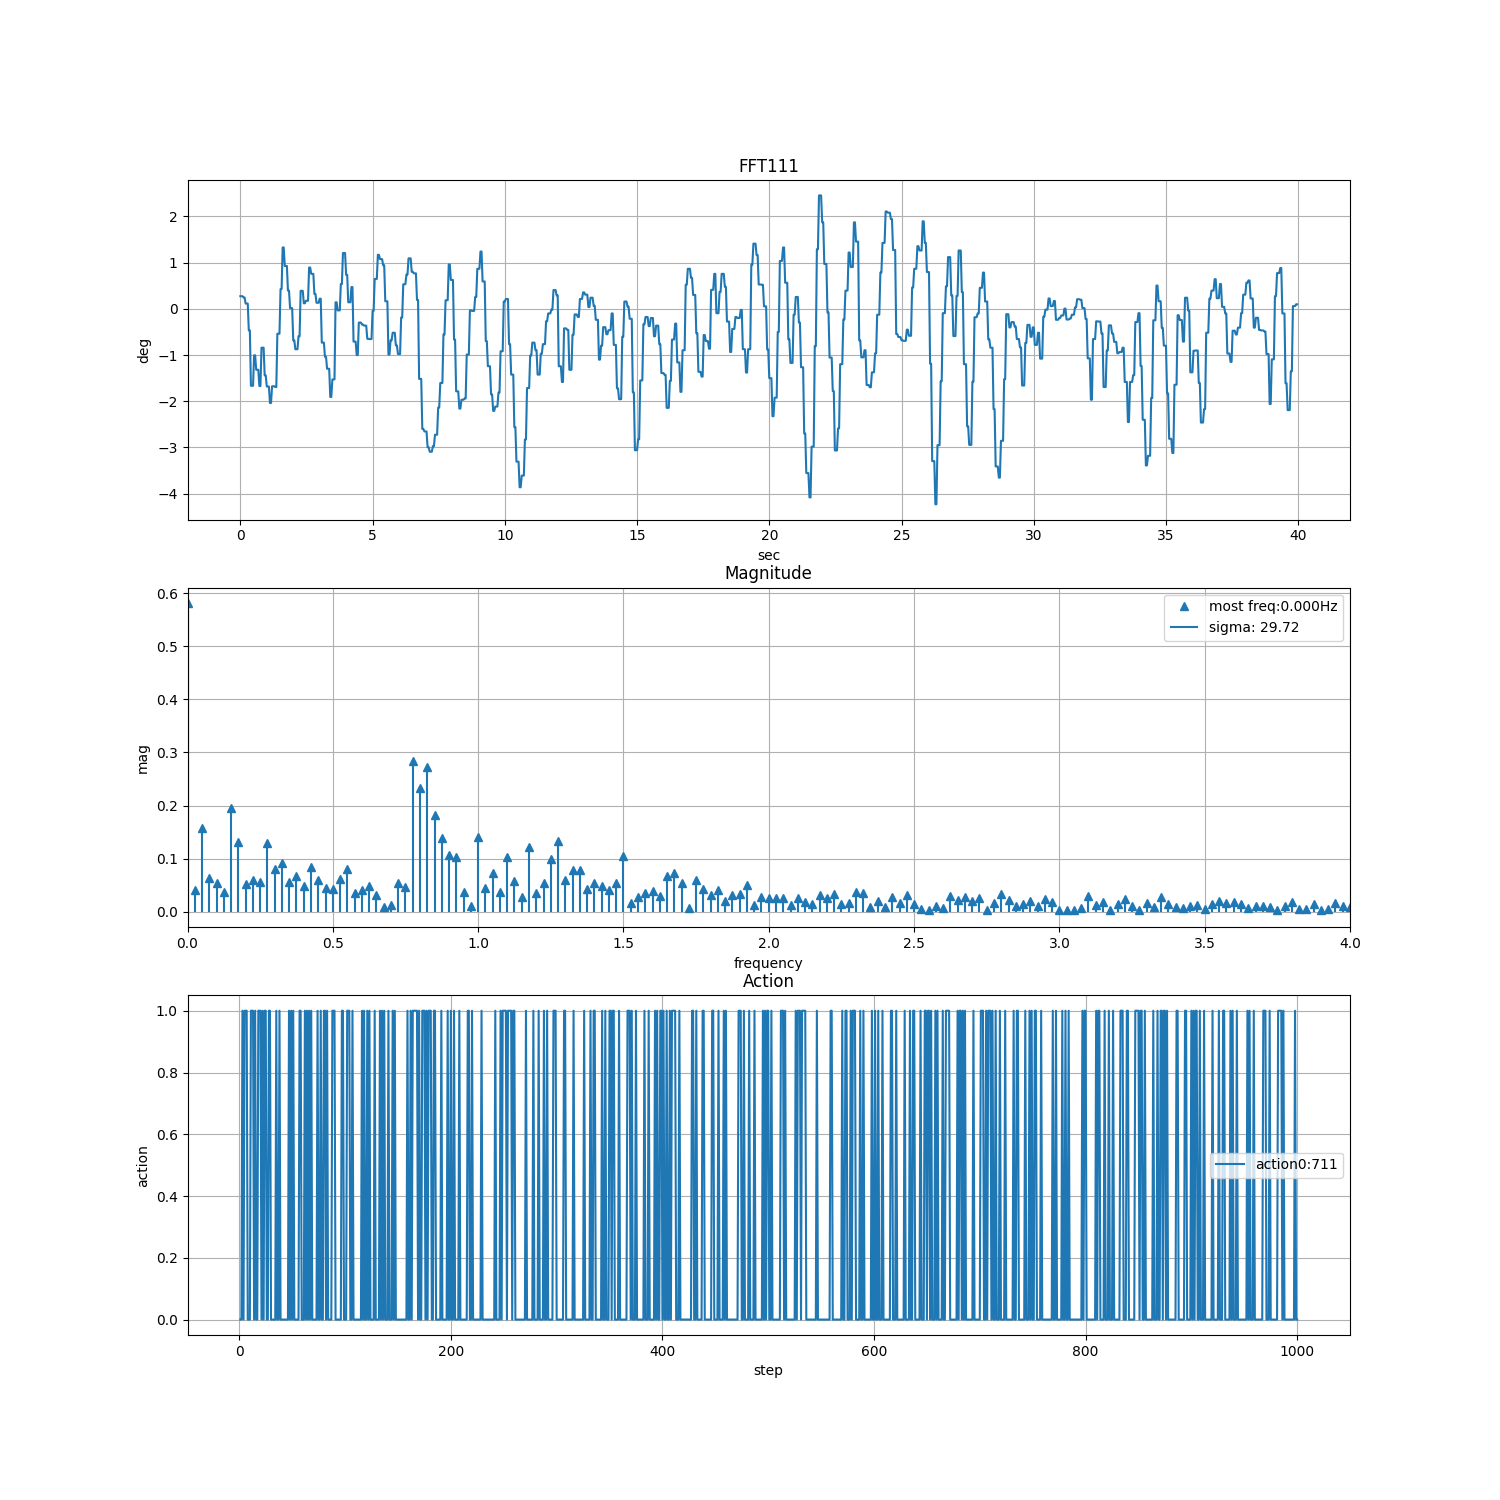 FFT111
2
1
0
−1
−2
−3
−4
deg
0 5 10 15 20 25 30 35 40
sec
Magnitude
0.6
0.5
0.4
0.3
0.2
0.1
0.0
mag
most freq:0.000Hz
sigma: 29.72
0.0 0.5 1.0 1.5 2.0 2.5 3.0 3.5 4.0
frequency
Action
1.0
0.8
0.6
0.4
0.2
0.0
action
action0:711
0 200 400 600 800 1000
step